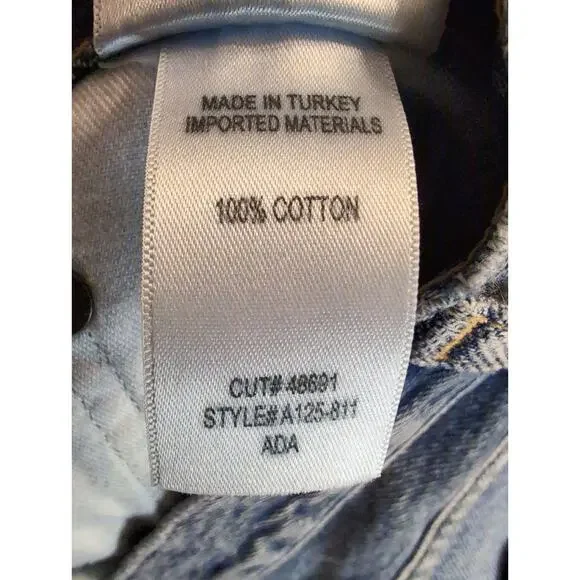 MADE IN TURKEY
IMPORTED MATERIALS
100% COTTON
CUT# 48691
STYLE# A125-811
ADA